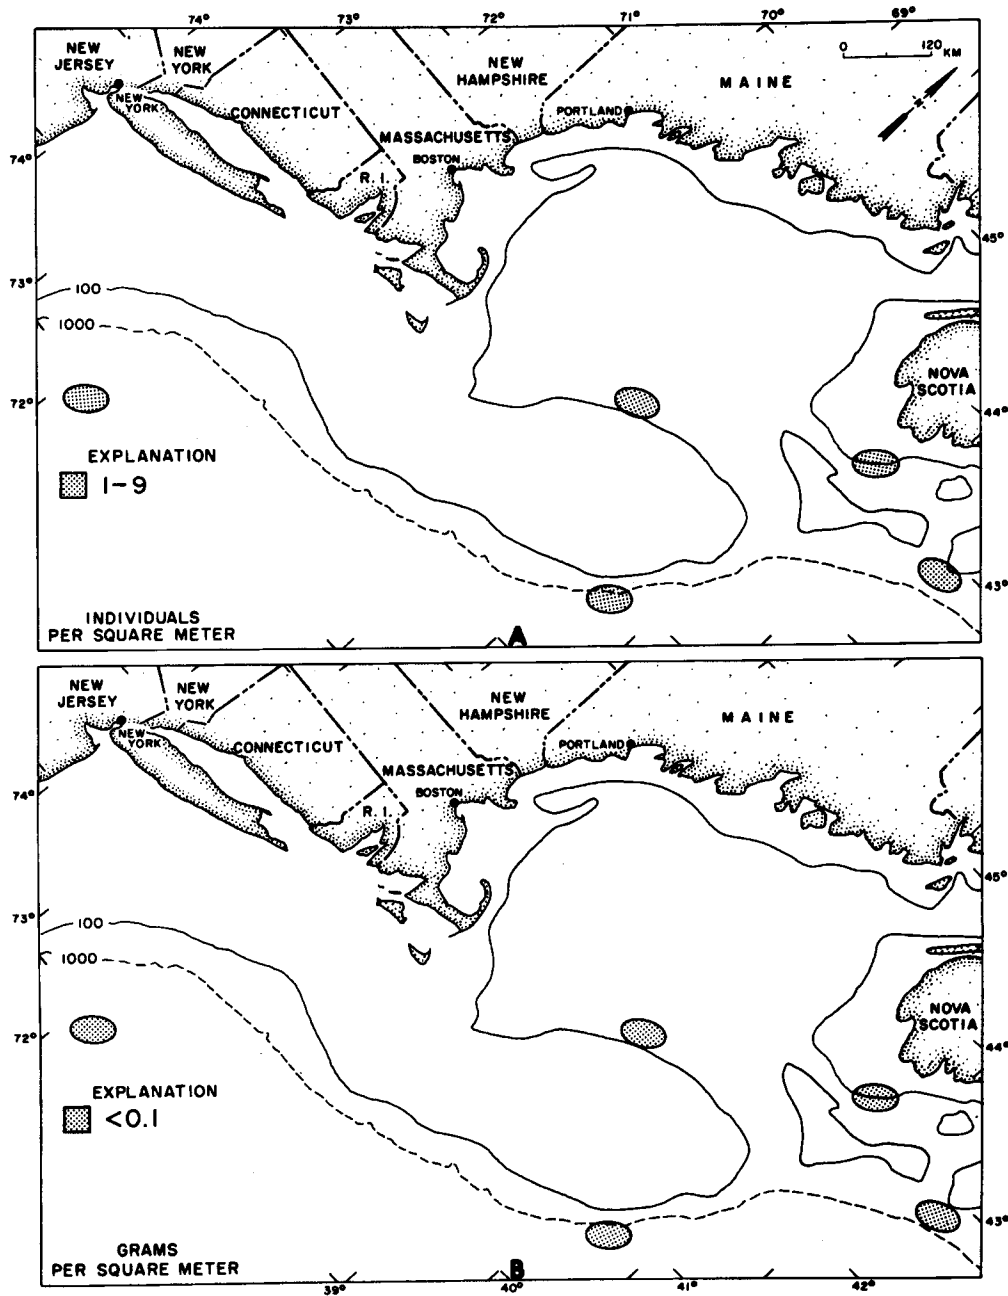 74° 73° 72° 71° 70° 69°
NEW
JERSEY
NEW
YORK
NEW
YORK
CONNECTICUT
NEW
HAMPSHIRE
MASSACHUSETTS
BOSTON
R. I.
PORTLAND
MAINE
0 120 KM
74°
73°
72°
45°
44°
43°
100
1000
NOVA
SCOTIA
EXPLANATION
1-9
INDIVIDUALS
PER SQUARE METER
A
NEW
JERSEY
NEW
YORK
NEW
YORK
CONNECTICUT
NEW
HAMPSHIRE
MASSACHUSETTS
BOSTON
R. I.
PORTLAND
MAINE
74°
73°
72°
45°
44°
43°
100
1000
NOVA
SCOTIA
EXPLANATION
<0.1
GRAMS
PER SQUARE METER
B
39° 40° 41° 42°